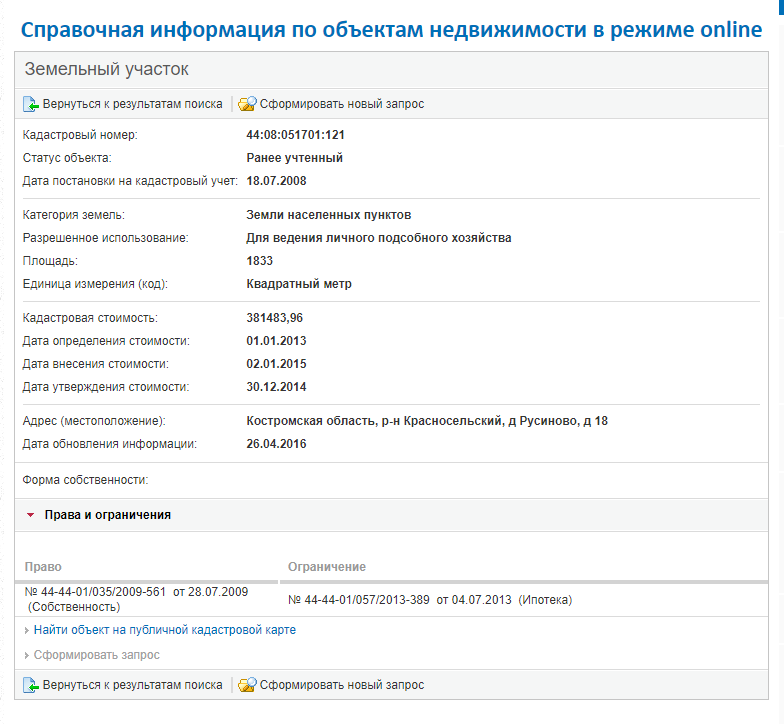 Справочная информация по объектам недвижимости в режиме online
Земельный участок
Вернуться к результатам поиска Сформировать новый запрос
Кадастровый номер: 44:08:051701:121
Статус объекта: Ранее учтенный
Дата постановки на кадастровый учет: 18.07.2008
Категория земель: Земли населенных пунктов
Разрешенное использование: Для ведения личного подсобного хозяйства
Площадь: 1833
Единица измерения (код): Квадратный метр
Кадастровая стоимость: 381483,96
Дата определения стоимости: 01.01.2013
Дата внесения стоимости: 02.01.2015
Дата утверждения стоимости: 30.12.2014
Адрес (местоположение): Костромская область, р-н Красносельский, д Русиново, д 18
Дата обновления информации: 26.04.2016
Форма собственности:
Права и ограничения
Право Ограничение
№ 44-44-01/035/2009-561 от 28.07.2009
(Собственность)
№ 44-44-01/057/2013-389 от 04.07.2013 (Ипотека)
Найти объект на публичной кадастровой карте
Сформировать запрос
Вернуться к результатам поиска Сформировать новый запрос